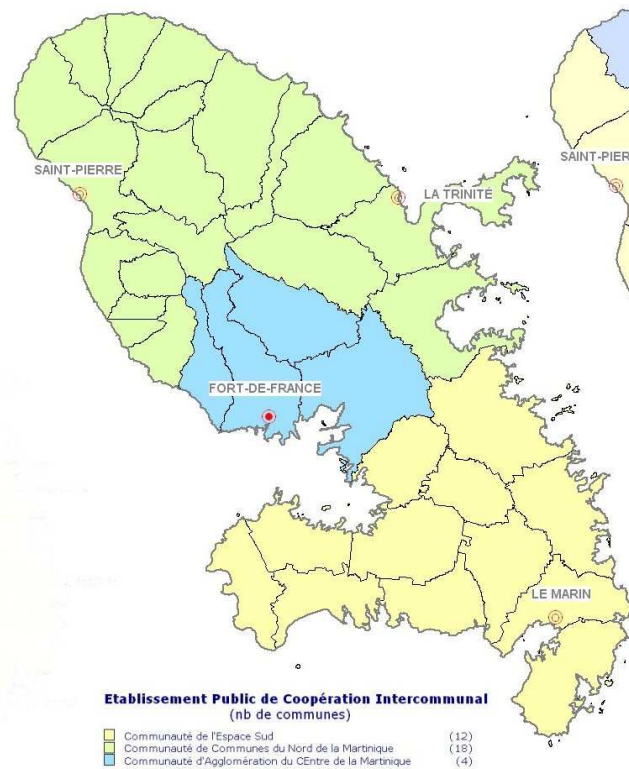 SAINT-PIERRE
SAINT-PIE
LA TRINITÉ
FORT-DE-FRANCE
LE MARIN
Etablissement Public de Coopération Intercommunal
(nb de communes)
Communauté de l'Espace Sud (12)
Communauté de Communes du Nord de la Martinique (18)
Communauté d'Agglomération du CEntre de la Martinique (4)